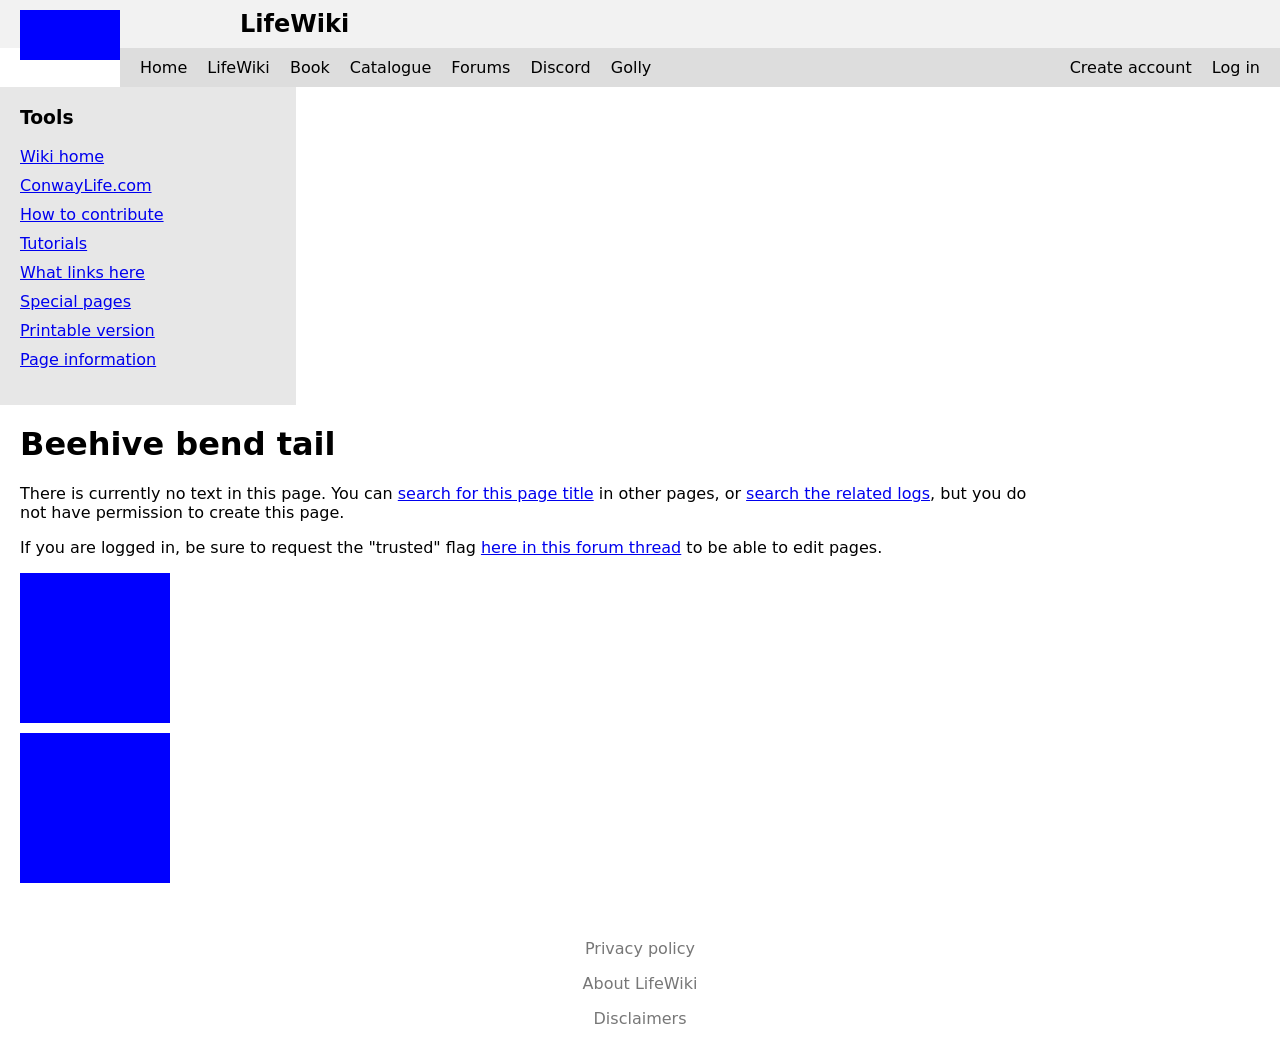 LifeWiki
Home LifeWiki Book Catalogue Forums Discord Golly Create account Log in
Tools
Wiki home
ConwayLife.com
How to contribute
Tutorials
What links here
Special pages
Printable version
Page information
Beehive bend tail
There is currently no text in this page. You can search for this page title in other pages, or search the related logs, but you do
not have permission to create this page.
If you are logged in, be sure to request the "trusted" flag here in this forum thread to be able to edit pages.
Privacy policy
About LifeWiki
Disclaimers